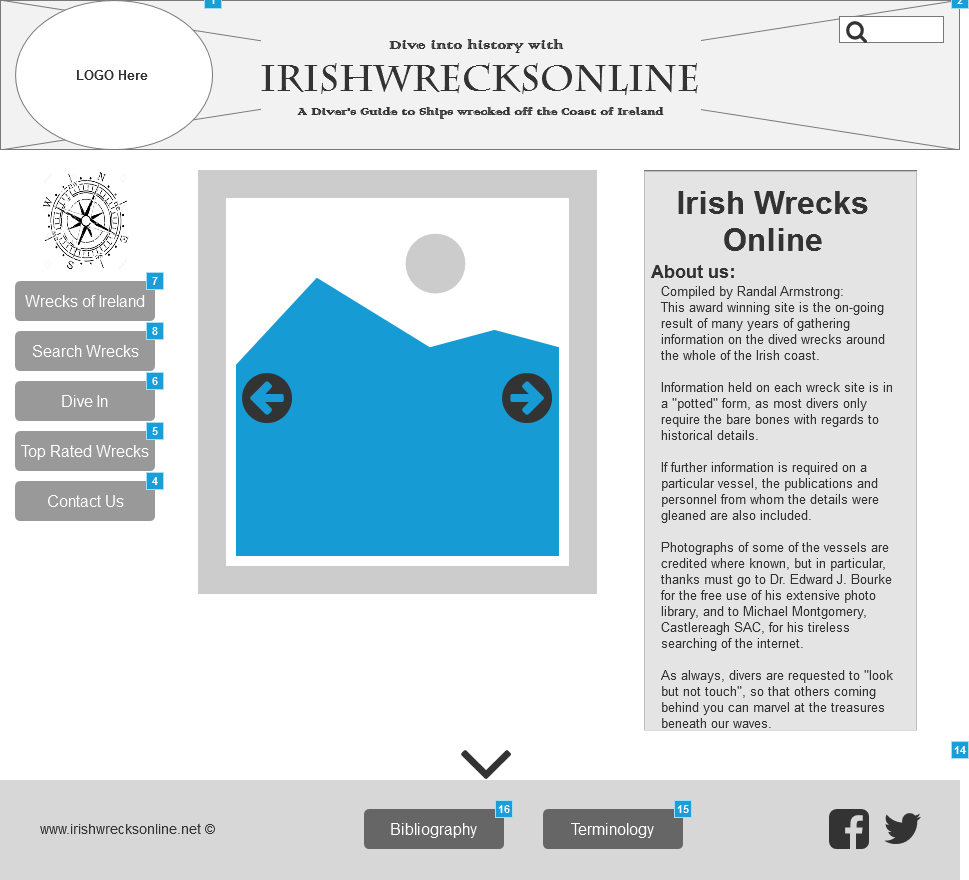 1
2
LOGO Here
Dive into history with
IRISHWRECKSONLINE
A Diver's Guide to Ships wrecked off the Coast of Ireland
N
W
E
S
7
Wrecks of Ireland
8
Search Wrecks
6
Dive In
5
Top Rated Wrecks
4
Contact Us
Irish Wrecks
Online
About us:
Compiled by Randal Armstrong:
This award winning site is the on-going
result of many years of gathering
information on the dived wrecks around
the whole of the Irish coast.
Information held on each wreck site is in
a "potted" form, as most divers only
require the bare bones with regards to
historical details.
If further information is required on a
particular vessel, the publications and
personnel from whom the details were
gleaned are also included.
Photographs of some of the vessels are
credited where known, but in particular,
thanks must go to Dr. Edward J. Bourke
for the free use of his extensive photo
library, and to Michael Montgomery,
Castlereagh SAC, for his tireless
searching of the internet.
As always, divers are requested to "look
but not touch", so that others coming
behind you can marvel at the treasures
beneath our waves.
14
www.irishwrecksonline.net ©
16
Bibliography
15
Terminology